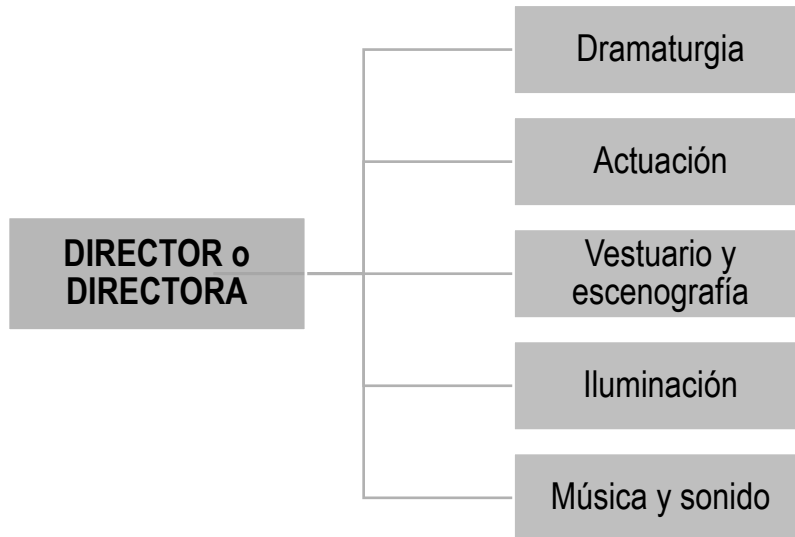 Dramaturgia
Actuación
DIRECTOR o
DIRECTORA
Vestuario y
escenografía
Iluminación
Música y sonido